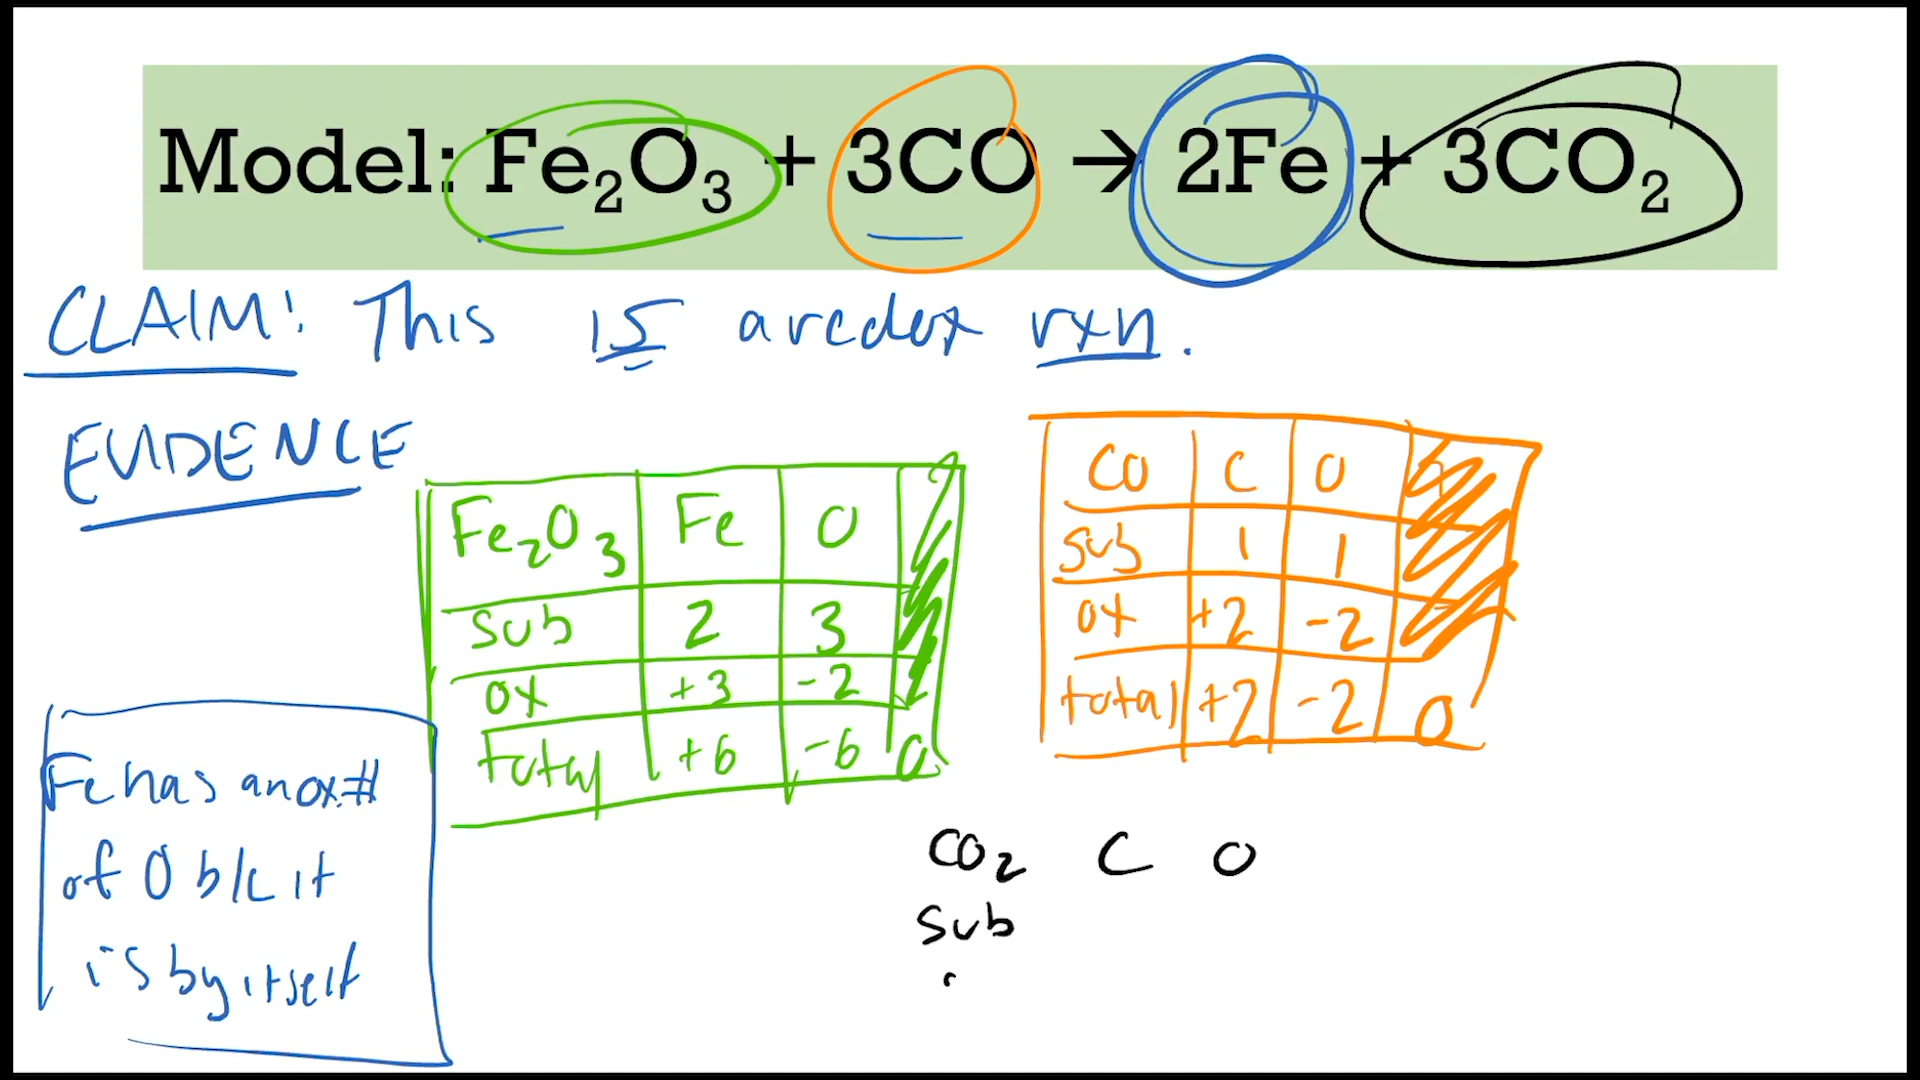 Model: Fe₂O₃ + 3CO → 2Fe + 3CO₂
CLAIM: This is a redox rxn.
EVIDENCE
Fe₂O₃ Fe O
sub 2 3
ox +3 -2
total +6 -6 0
CO C O
sub 1 1
ox +2 -2
total +2 -2 0
Fe has an ox.#
of 0 b/c it
is by itself
CO₂ C O
sub